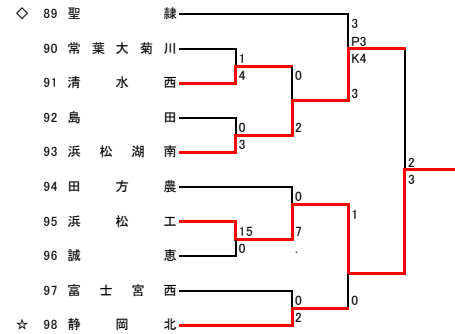 ◇ 89 聖隷
3
90 常葉大菊川
P3
K4
1
91 清水西
4
0
3
92 島田
0
2
93 浜松湖南
3
2
3
94 田方農
0
95 浜松工
1
15
7
96 誠恵
0
.
97 富士宮西
0
0
☆ 98 静岡北
2